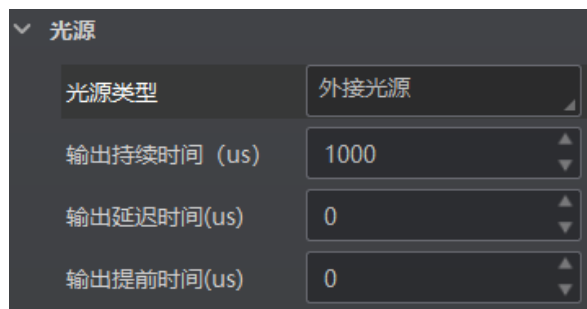 光源
光源类型 外接光源
输出持续时间（us） 1000
输出延迟时间(us) 0
输出提前时间(us) 0